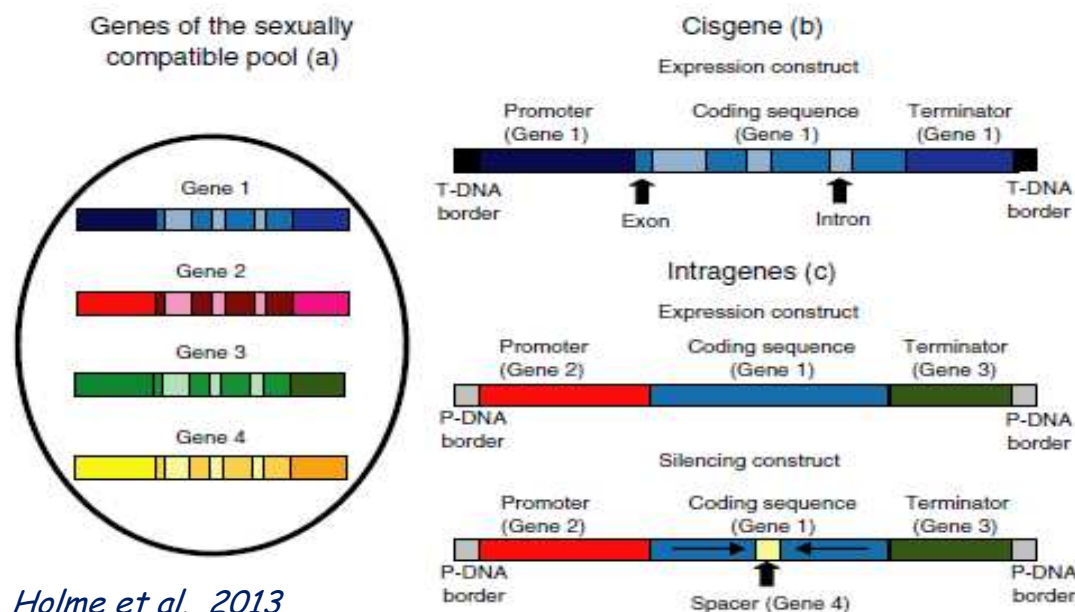 Genes of the sexually
compatible pool (a)
Gene 1
Gene 2
Gene 3
Gene 4
Holme et al, 2013
Cisgene (b)
Expression construct
Promoter
(Gene 1)
Coding sequence
(Gene 1)
Terminator
(Gene 1)
T-DNA
border
Exon
Intron
T-DNA
border
Intragenes (c)
Expression construct
Promoter
(Gene 2)
Coding sequence
(Gene 1)
Terminator
(Gene 3)
P-DNA
border
P-DNA
border
Silencing construct
Promoter
(Gene 2)
Coding sequence
(Gene 1)
Terminator
(Gene 3)
P-DNA
border
Spacer (Gene 4)
P-DNA
border